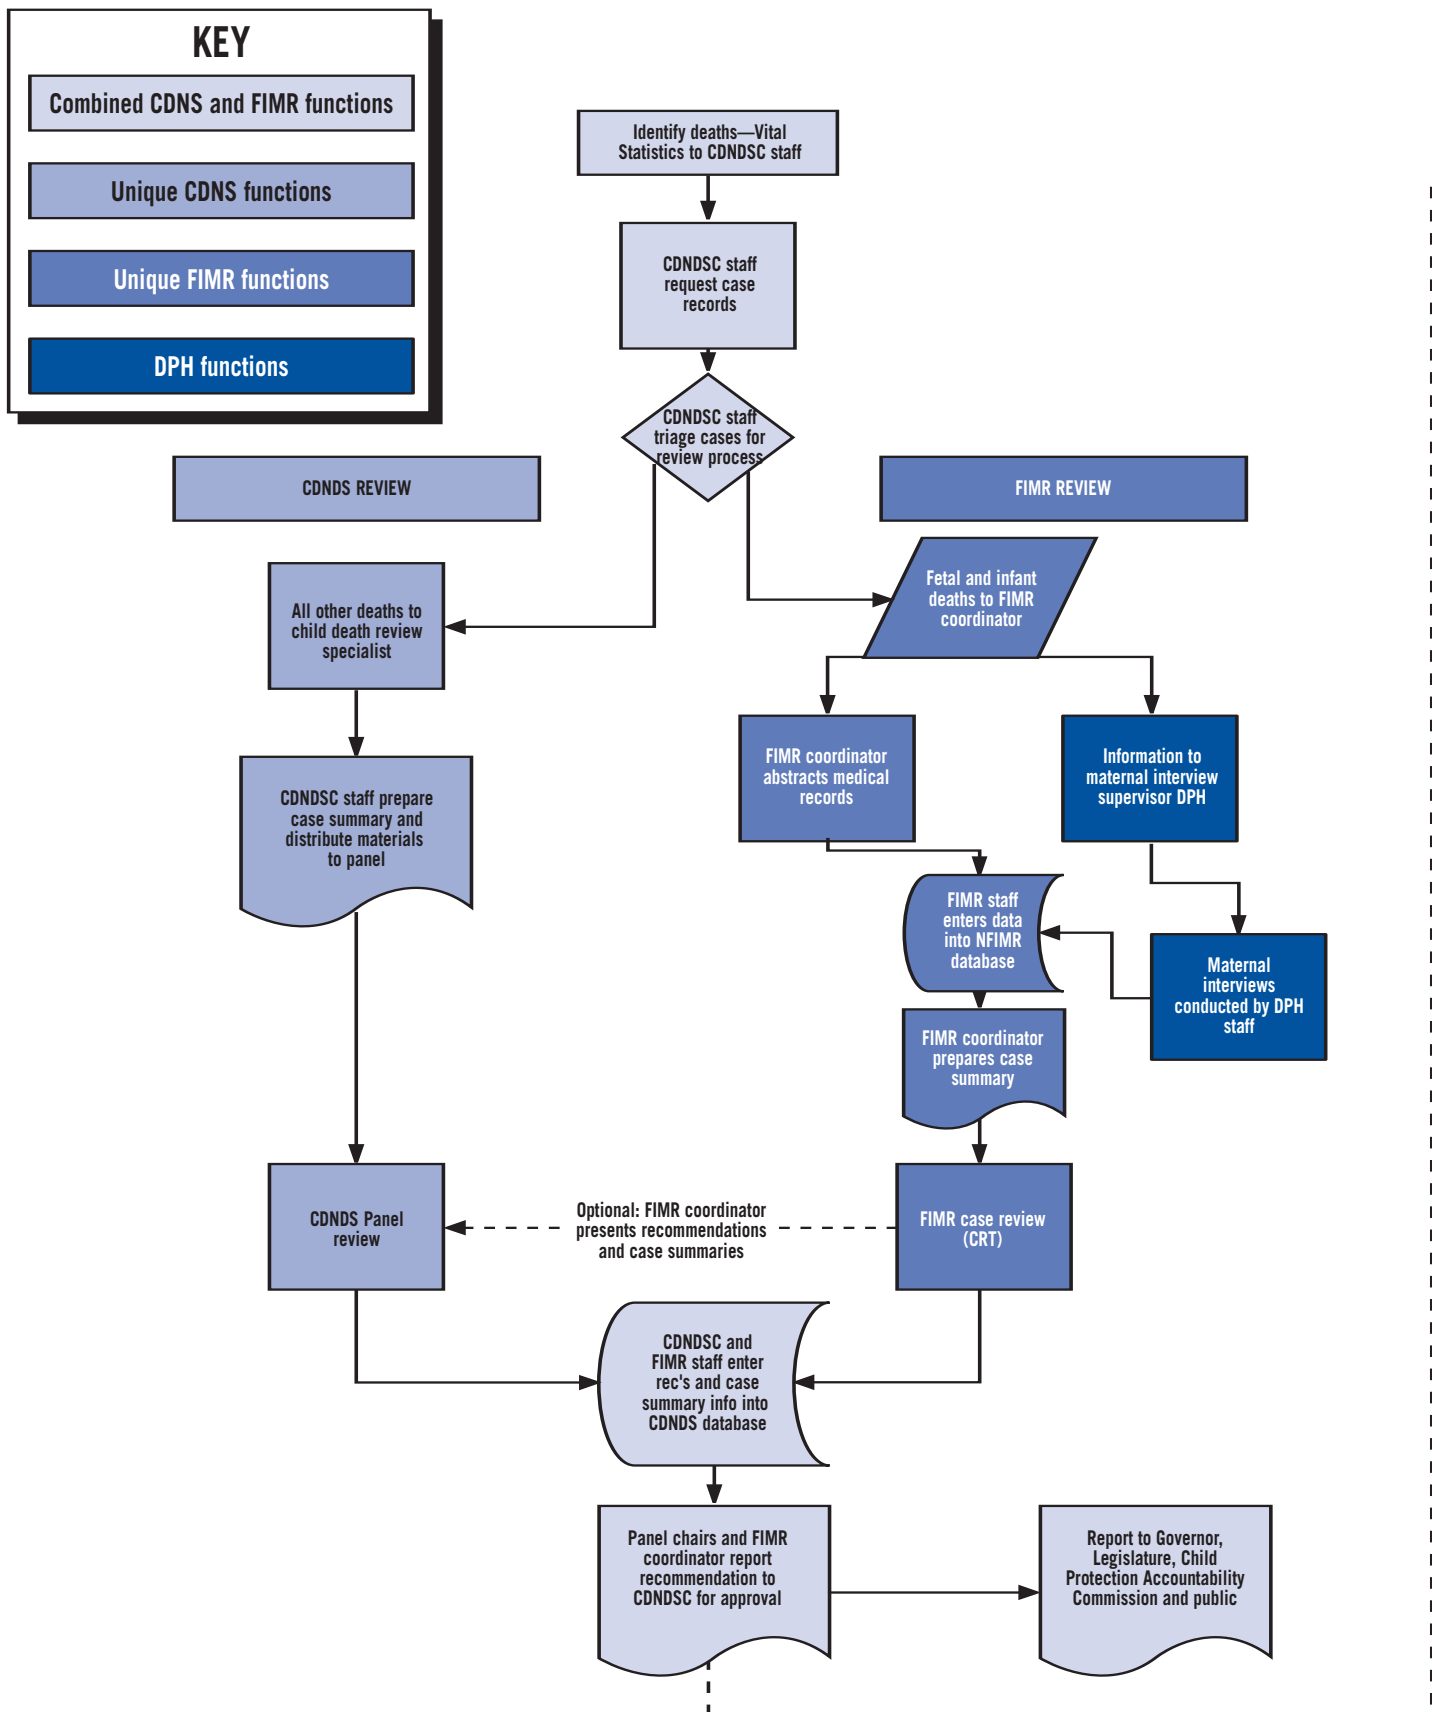 KEY
Combined CDNS and FIMR functions
Unique CDNS functions
Unique FIMR functions
DPH functions
Identify deaths—Vital
Statistics to CDNDSC staff
CDNDSC staff
request case
records
CDNDSC staff
triage cases for
review process
CDNDS REVIEW
FIMR REVIEW
All other deaths to
child death review
specialist
Fetal and infant
deaths to FIMR
coordinator
CDNDSC staff prepare
case summary and
distribute materials
to panel
FIMR coordinator
abstracts medical
records
Information to
maternal interview
supervisor DPH
FIMR staff
enters data
into NFIMR
database
Maternal
interviews
conducted by DPH
staff
FIMR coordinator
prepares case
summary
CDNDS Panel
review
Optional: FIMR coordinator
presents recommendations
and case summaries
FIMR case review
(CRT)
CDNDSC and
FIMR staff enter
rec's and case
summary info into
CDNDS database
Panel chairs and FIMR
coordinator report
recommendation to
CDNDSC for approval
Report to Governor,
Legislature, Child
Protection Accountability
Commission and public